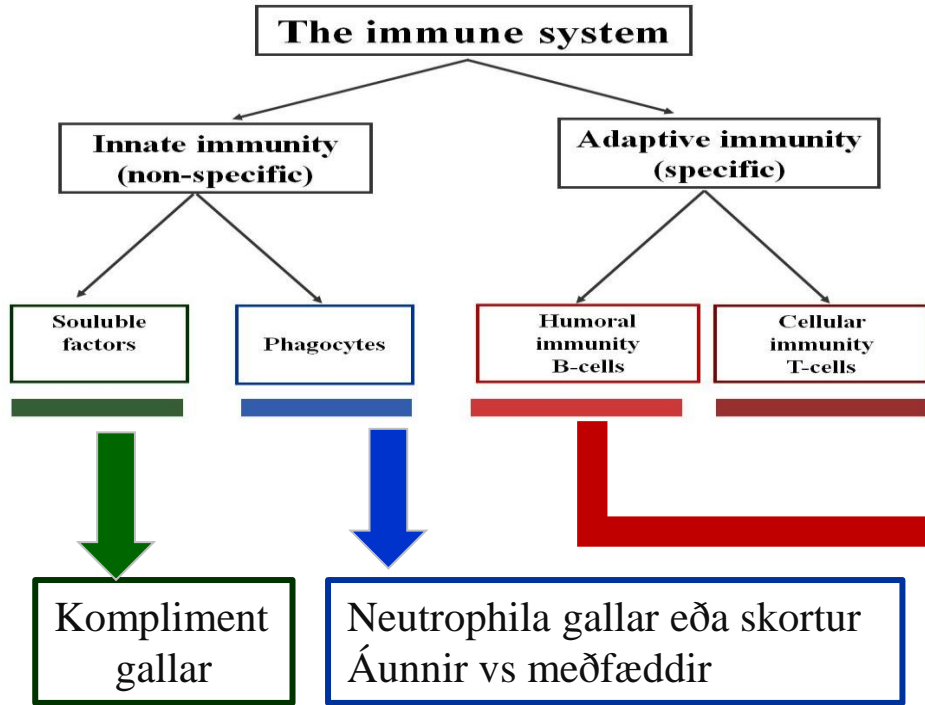 The immune system
Innate immunity
(non-specific)
Adaptive immunity
(specific)
Souluble
factors
Phagocytes
Humoral
immunity
B-cells
Cellular
immunity
T-cells
Kompliment
gallar
Neutrophila gallar eða skortur
Áunnir vs meðfæddir